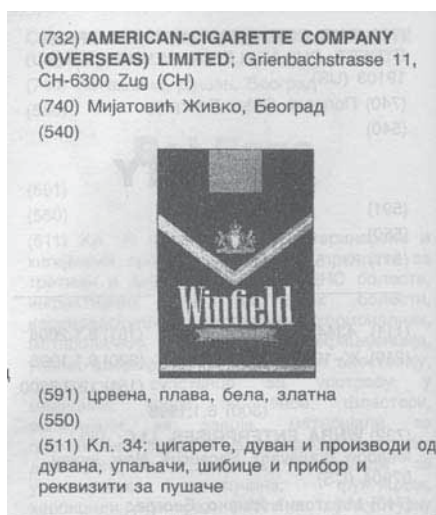 (732) AMERICAN-CIGARETTE COMPANY
(OVERSEAS) LIMITED; Grienbachstrasse 11,
CH-6300 Zug (CH)
(740) Мијатовић Живко, Београд
(540)
Winfield
(591) црвена, плава, бела, златна
(550)
(511) Кл. 34: цигарете, дуван и производи од
дувана, упаљачи, шибице и прибор и
реквизити за пушаче